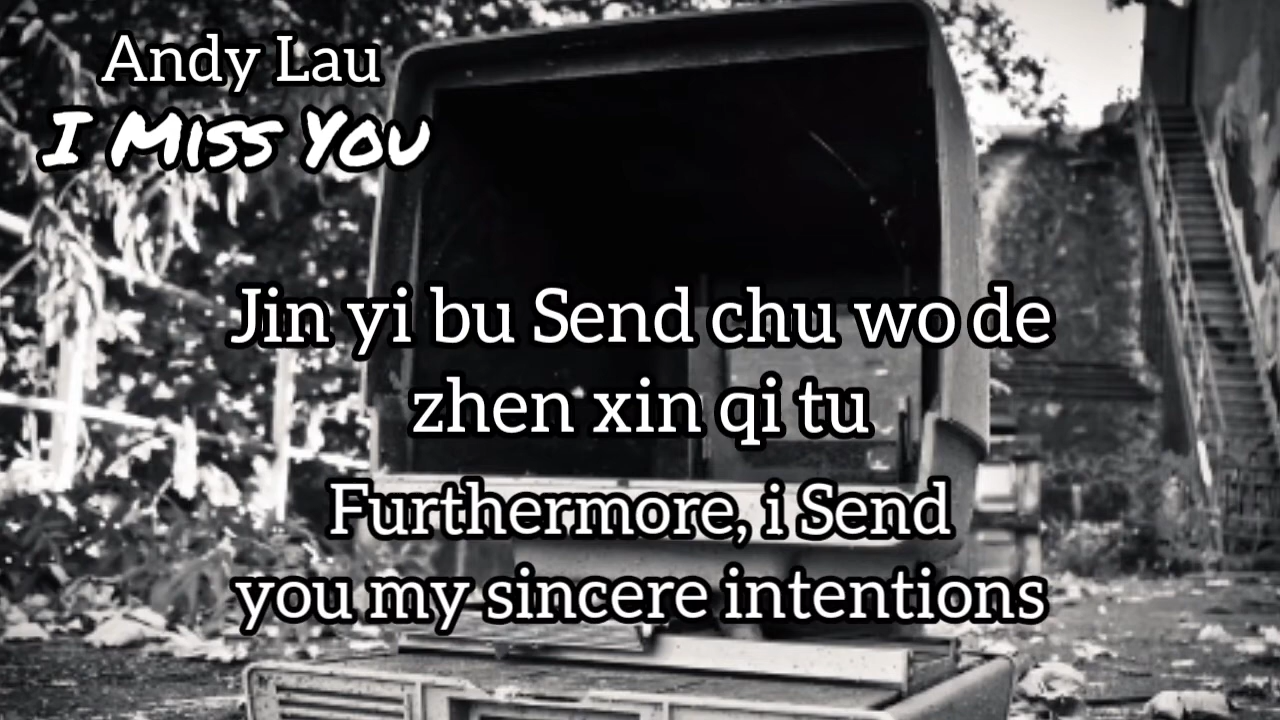 Andy Lau
I Miss You
Jin yi bu Send chu wo de
zhen xin qi tu
Furthermore, i Send
you my sincere intentions